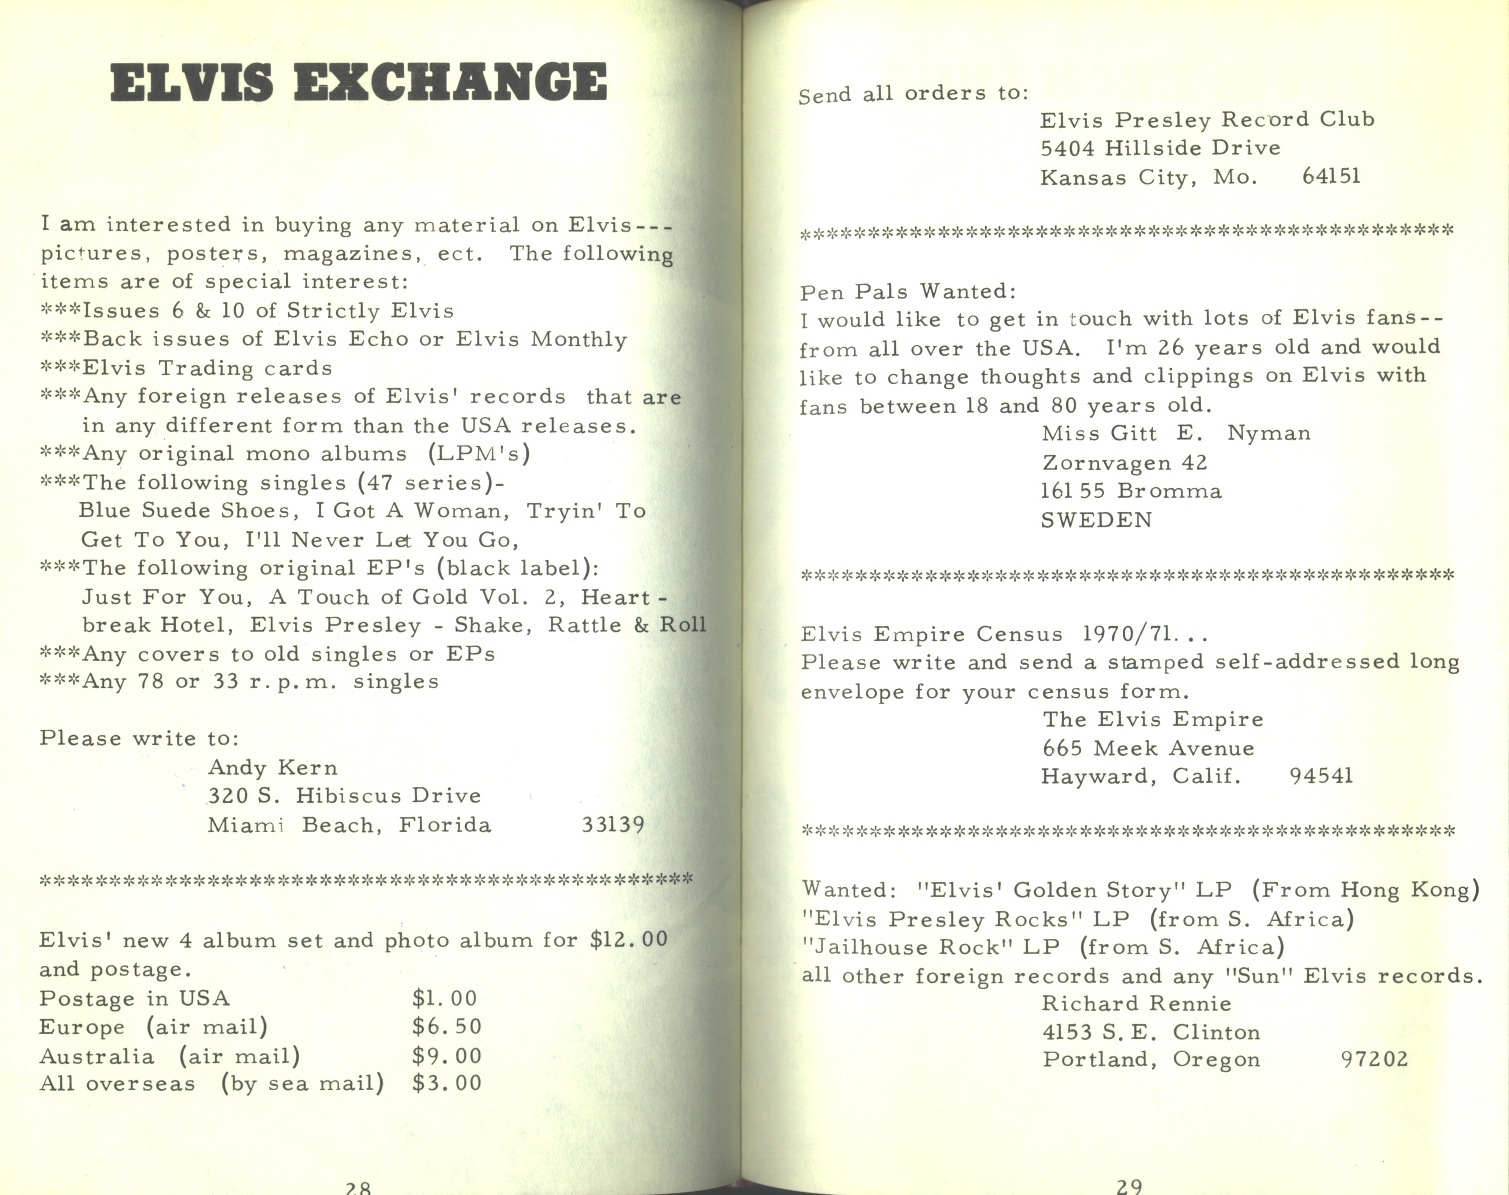 ELVIS EXCHANGE
I am interested in buying any material on Elvis---
pictures, posters, magazines, ect. The following
items are of special interest:
***Issues 6 & 10 of Strictly Elvis
***Back issues of Elvis Echo or Elvis Monthly
***Elvis Trading cards
***Any foreign releases of Elvis' records that are
in any different form than the USA releases.
***Any original mono albums (LPM's)
***The following singles (47 series)-
Blue Suede Shoes, I Got A Woman, Tryin' To
Get To You, I'll Never Let You Go,
***The following original EP's (black label):
Just For You, A Touch of Gold Vol. 2, Heart-
break Hotel, Elvis Presley - Shake, Rattle & Roll
***Any covers to old singles or EPs
***Any 78 or 33 r.p.m. singles
Please write to:
Andy Kern
320 S. Hibiscus Drive
Miami Beach, Florida 33139
***********************************************
Elvis' new 4 album set and photo album for $12.00
and postage.
Postage in USA $1.00
Europe (air mail) $6.50
Australia (air mail) $9.00
All overseas (by sea mail) $3.00
28
Send all orders to:
Elvis Presley Record Club
5404 Hillside Drive
Kansas City, Mo. 64151
***********************************************
Pen Pals Wanted:
I would like to get in touch with lots of Elvis fans--
from all over the USA. I'm 26 years old and would
like to change thoughts and clippings on Elvis with
fans between 18 and 80 years old.
Miss Gitt E. Nyman
Zornvagen 42
161 55 Bromma
SWEDEN
***********************************************
Elvis Empire Census 1970/71...
Please write and send a stamped self-addressed long
envelope for your census form.
The Elvis Empire
665 Meek Avenue
Hayward, Calif. 94541
***********************************************
Wanted: "Elvis' Golden Story" LP (From Hong Kong)
"Elvis Presley Rocks" LP (from S. Africa)
"Jailhouse Rock" LP (from S. Africa)
all other foreign records and any "Sun" Elvis records.
Richard Rennie
4153 S.E. Clinton
Portland, Oregon 97202
29